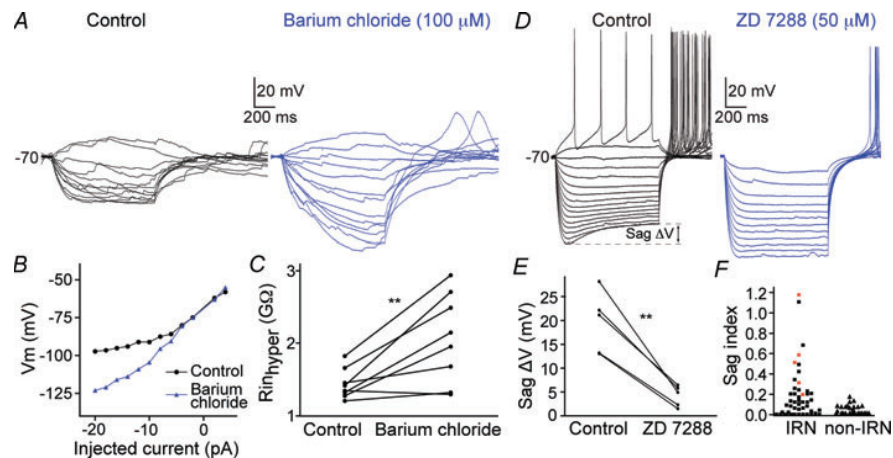 A
Control
Barium chloride (100 µM)
20 mV
200 ms
-70
D
Control
ZD 7288 (50 µM)
20 mV
200 ms
-70
Sag ΔV
B
Vm (mV)
-50
-75
-100
-125
-20
-10
0
Injected current (pA)
Control
Barium
chloride
C
Rin hyper (GΩ)
3
2
1
**
Control
Barium chloride
E
Sag ΔV (mV)
25
20
15
10
5
0
**
Control
ZD 7288
F
Sag index
1.2
1.0
0.8
0.6
0.4
0.2
0.0
IRN
non-IRN